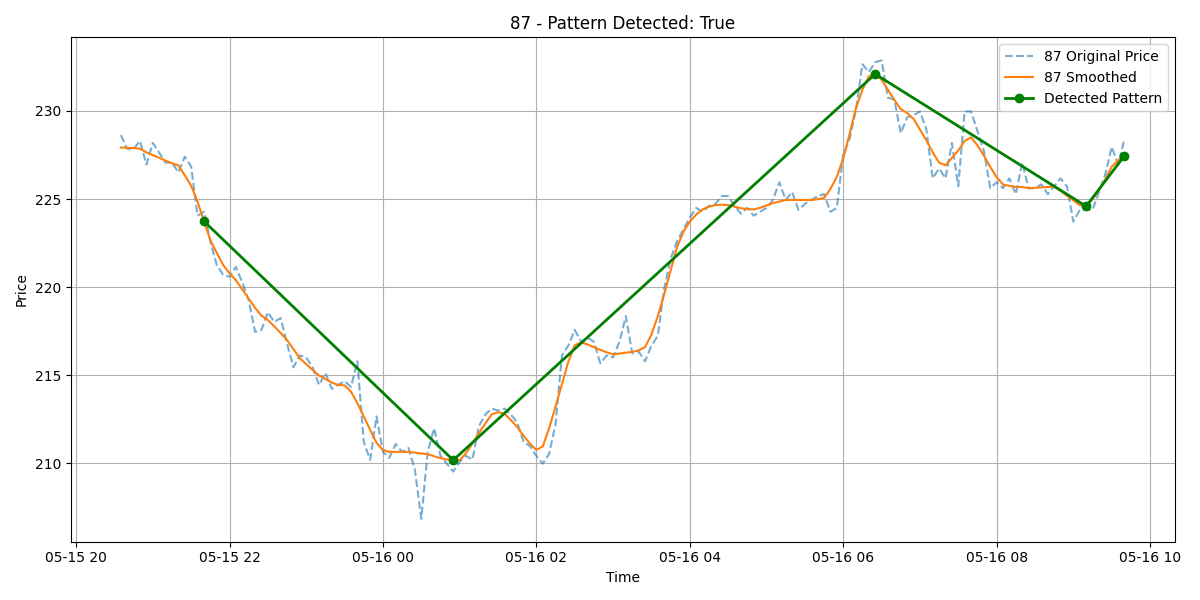 87 - Pattern Detected: True
87 Original Price
87 Smoothed
Detected Pattern
Price
230
225
220
215
210
05-15 20
05-15 22
05-16 00
05-16 02
05-16 04
05-16 06
05-16 08
05-16 10
Time